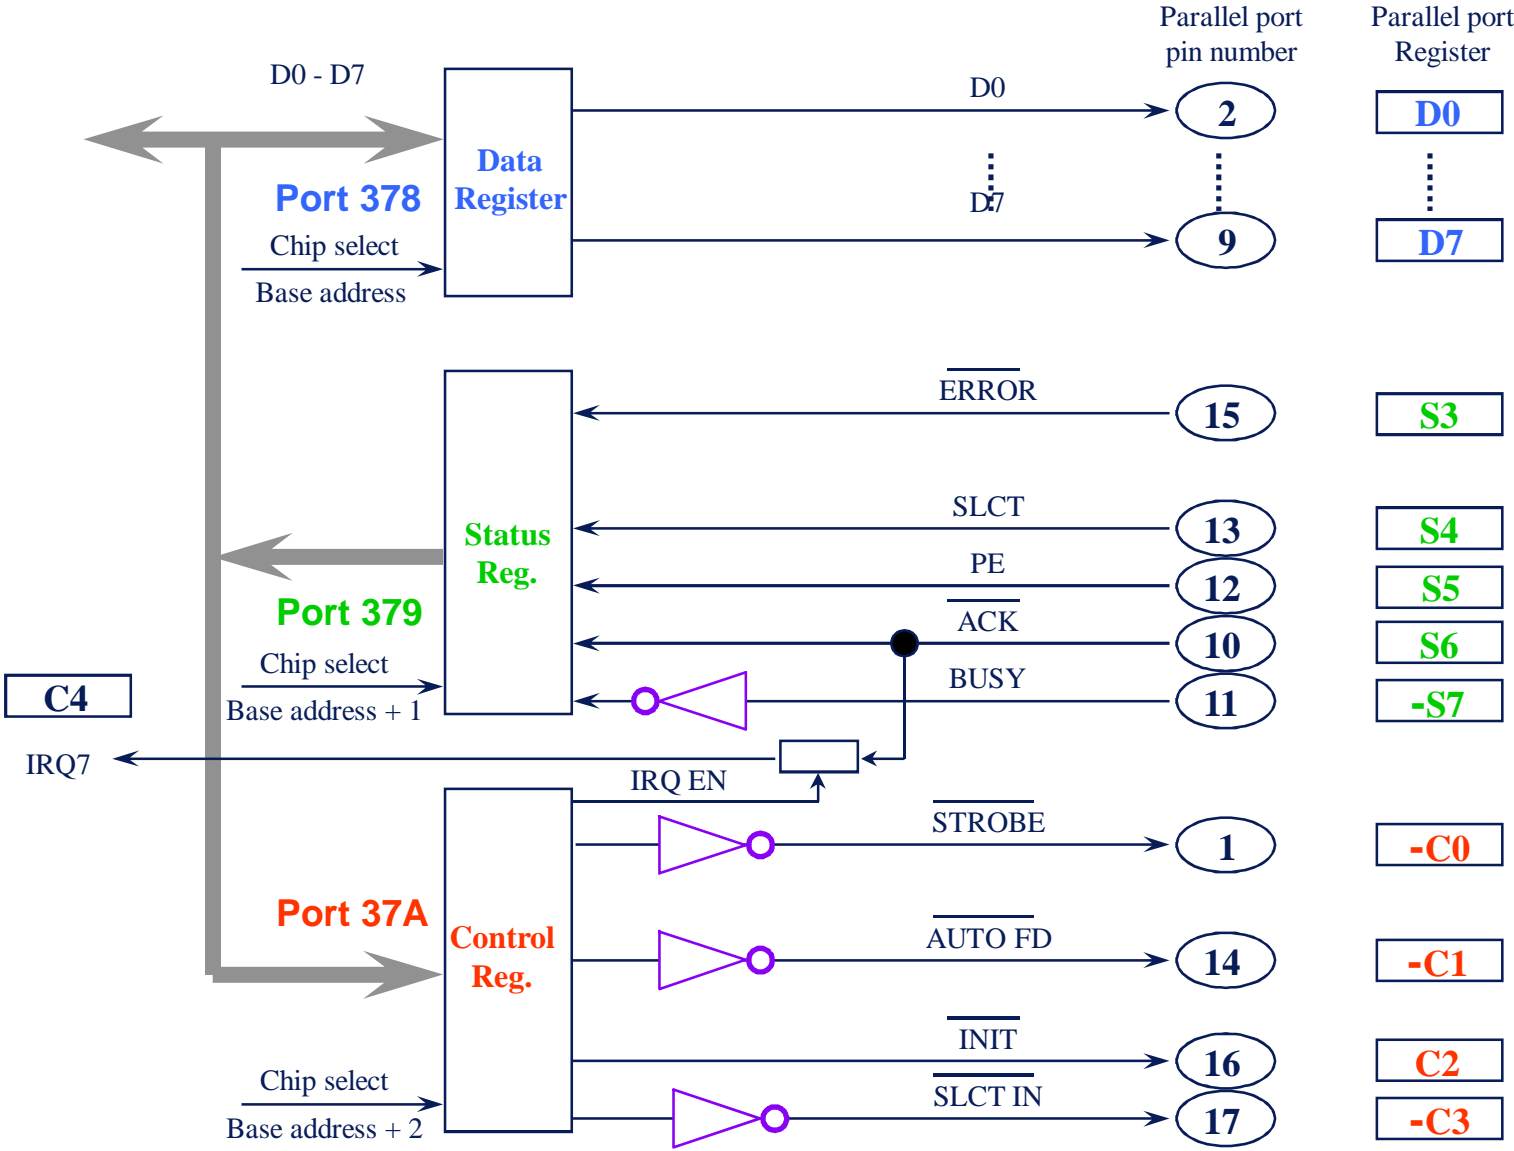 Parallel port
pin number
Parallel port
Register
D0 - D7
D0
2
D0
Data
Register
Port 378
D7
9
D7
Chip select
Base address
ERROR
15
S3
SLCT
13
S4
Status
Reg.
PE
12
S5
Port 379
ACK
10
S6
Chip select
Base address + 1
BUSY
11
-S7
C4
IRQ7
IRQ EN
STROBE
1
-C0
Port 37A
Control
Reg.
AUTO FD
14
-C1
INIT
16
C2
Chip select
Base address + 2
SLCT IN
17
-C3